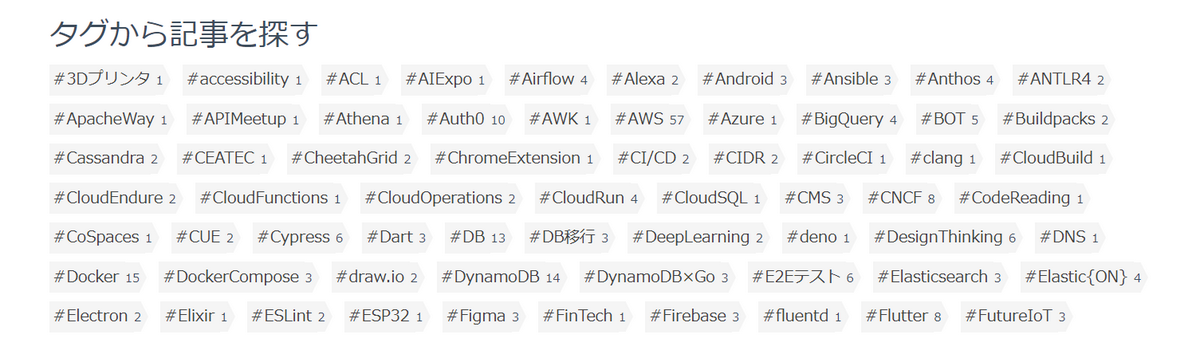 タグから記事を探す
#3Dプリンタ 1 #accessibility 1 #ACL 1 #AIExpo 1 #Airflow 4 #Alexa 2 #Android 3 #Ansible 3 #Anthos 4 #ANTLR4 2
#ApacheWay 1 #APIMeetup 1 #Athena 1 #Auth0 10 #AWK 1 #AWS 57 #Azure 1 #BigQuery 4 #BOT 5 #Buildpacks 2
#Cassandra 2 #CEATEC 1 #CheetahGrid 2 #ChromeExtension 1 #CI/CD 2 #CIDR 2 #CircleCI 1 #clang 1 #CloudBuild 1
#CloudEndure 2 #CloudFunctions 1 #CloudOperations 2 #CloudRun 4 #CloudSQL 1 #CMS 3 #CNCF 8 #CodeReading 1
#CoSpaces 1 #CUE 2 #Cypress 6 #Dart 3 #DB 13 #DB移行 3 #DeepLearning 2 #deno 1 #DesignThinking 6 #DNS 1
#Docker 15 #DockerCompose 3 #draw.io 2 #DynamoDB 14 #DynamoDB×Go 3 #E2Eテスト 6 #Elasticsearch 3 #Elastic{ON} 4
#Electron 2 #Elixir 1 #ESLint 2 #ESP32 1 #Figma 3 #FinTech 1 #Firebase 3 #fluentd 1 #Flutter 8 #FutureIoT 3